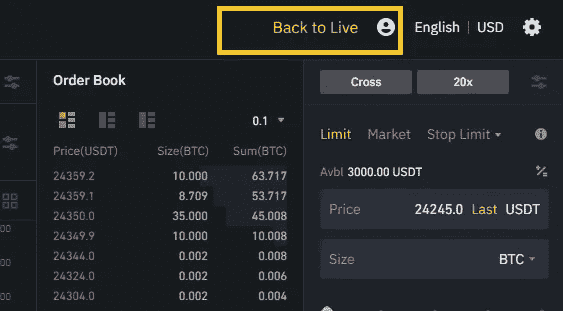 Back to Live English | USD
Order Book
Cross 20x
0.1
Limit Market Stop Limit
Price(USDT) Size(BTC) Sum(BTC)
Avbl 3000.00 USDT
24359.2 10.000 63.717
24359.1 8.709 53.717
24350.0 35.000 45.008
24349.9 10.000 10.008
24344.0 0.002 0.008
24324.0 0.002 0.006
24304.0 0.002 0.004
Price 24245.0 Last USDT
Size BTC
00
00
00